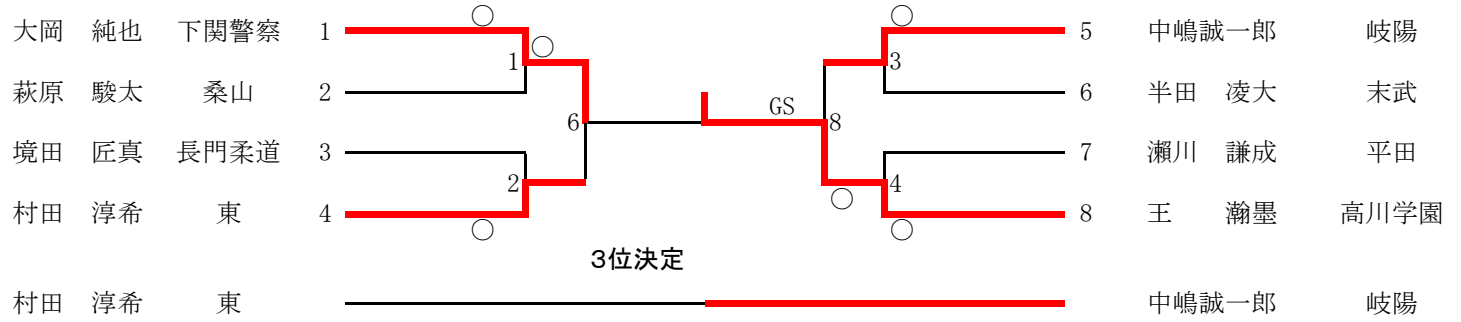 大岡 純也 下関警察 1 ○ ○ 5 中嶋誠一郎 岐陽
1 3
萩原 駿太 桑山 2 6 半田 凌大 末武
6 GS 8
境田 匠真 長門柔道 3 7 瀬川 謙成 平田
2 4
村田 淳希 東 4 8 王 瀚墨 高川学園
3位決定
村田 淳希 東 中嶋誠一郎 岐陽